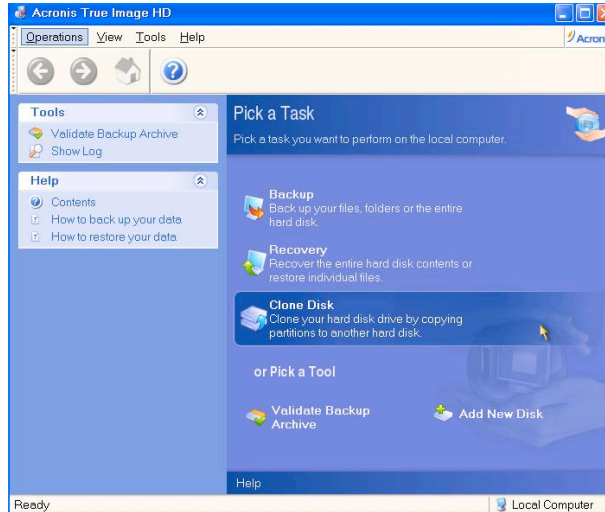 Acronis True Image HD
Operations View Tools Help
Acron
Tools
Validate Backup Archive
Show Log
Help
Contents
How to back up your data
How to restore your data
Pick a Task
Pick a task you want to perform on the local computer.
Backup
Back up your files, folders or the entire
hard disk.
Recovery
Recover the entire hard disk contents or
restore individual files.
Clone Disk
Clone your hard disk drive by copying
partitions to another hard disk.
or Pick a Tool
Validate Backup
Archive
Add New Disk
Help
Ready
Local Computer